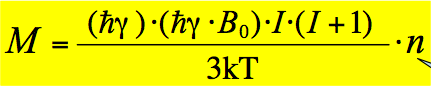 M = (ħγ)·(ħγ·B₀)·I·(I+1) / 3kT ·n